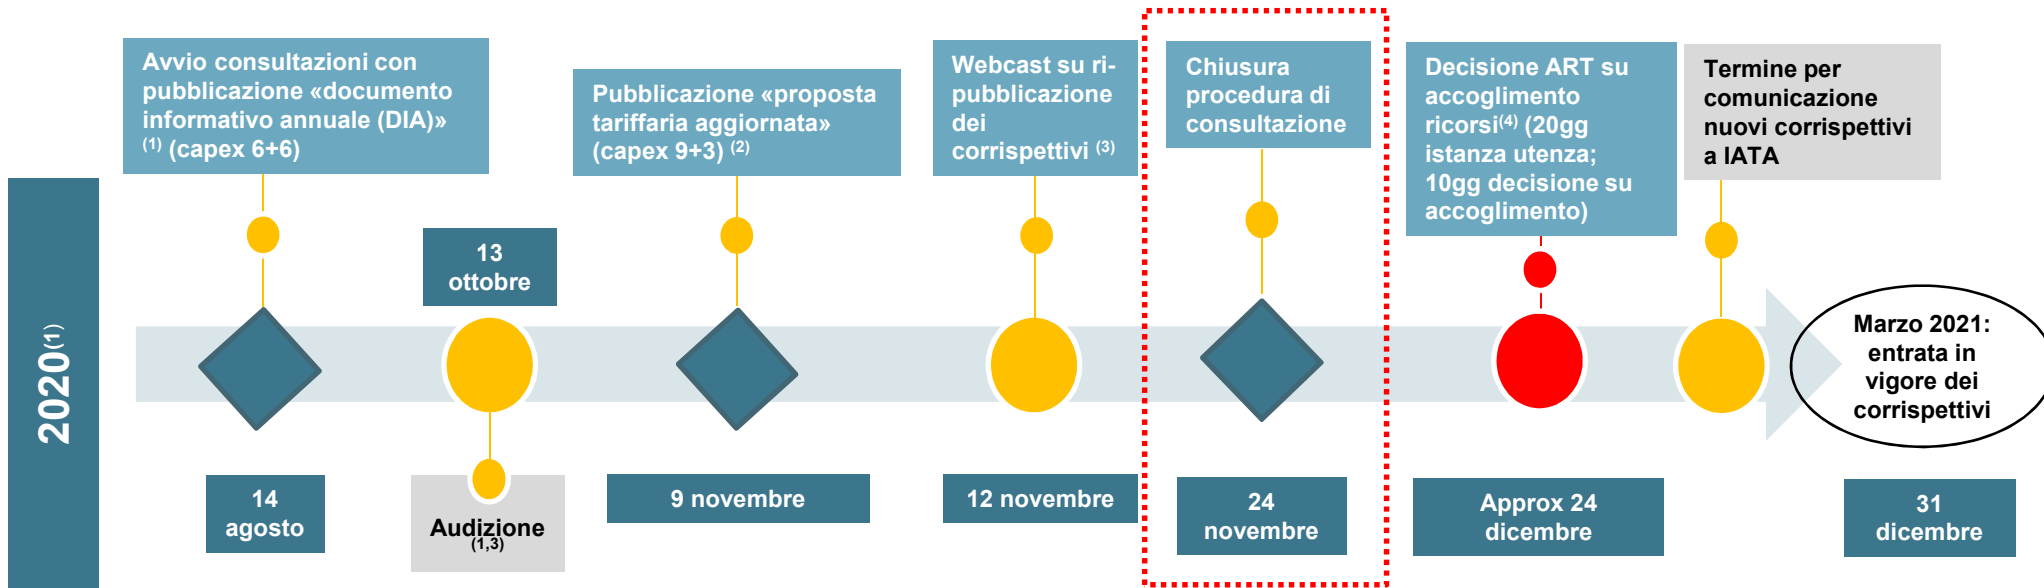 2020(1)
Avvio consultazioni con
pubblicazione «documento
informativo annuale (DIA)»
(1) (capex 6+6)
14
agosto
13
ottobre
Audizione
(1,3)
Pubblicazione «proposta
tariffaria aggiornata»
(capex 9+3) (2)
9 novembre
Webcast su ri-
pubblicazione
dei
corrispettivi (3)
12 novembre
Chiusura
procedura di
consultazione
24
novembre
Decisione ART su
accoglimento
ricorsi(4) (20gg
istanza utenza;
10gg decisione su
accoglimento)
Approx 24
dicembre
Termine per
comunicazione
nuovi corrispettivi
a IATA
31
dicembre
Marzo 2021:
entrata in
vigore dei
corrispettivi